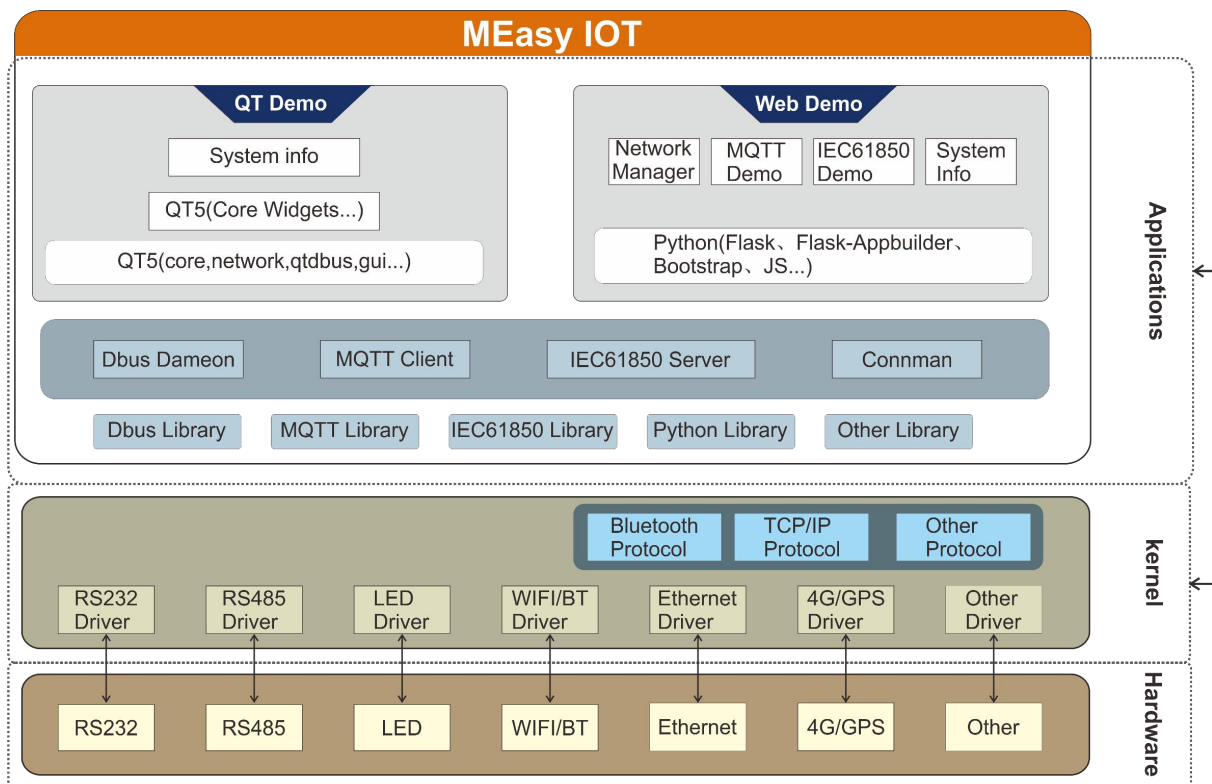 MEasy IOT
QT Demo
System info
QT5(Core Widgets...)
QT5(core,network,qtdbus,gui...)
Web Demo
Network
Manager
MQTT
Demo
IEC61850
Demo
System
Info
Python(Flask、Flask-Appbuilder、
Bootstrap、JS...)
Applications
Dbus Dameon
MQTT Client
IEC61850 Server
Connman
Dbus Library
MQTT Library
IEC61850 Library
Python Library
Other Library
Bluetooth
Protocol
TCP/IP
Protocol
Other
Protocol
kernel
RS232
Driver
RS485
Driver
LED
Driver
WIFI/BT
Driver
Ethernet
Driver
4G/GPS
Driver
Other
Driver
Hardware
RS232
RS485
LED
WIFI/BT
Ethernet
4G/GPS
Other